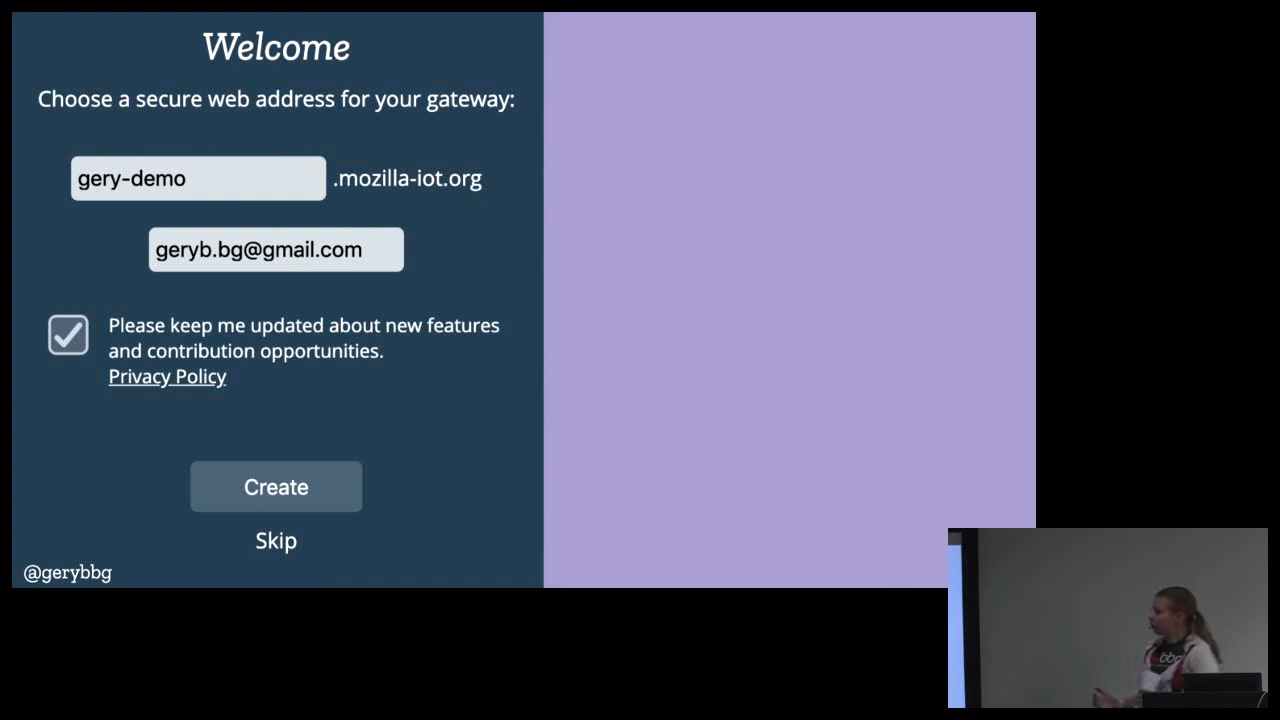 Welcome
Choose a secure web address for your gateway:
gery-demo .mozilla-iot.org
geryb.bg@gmail.com
Please keep me updated about new features
and contribution opportunities.
Privacy Policy
Create
Skip
@gerybbg
bbd